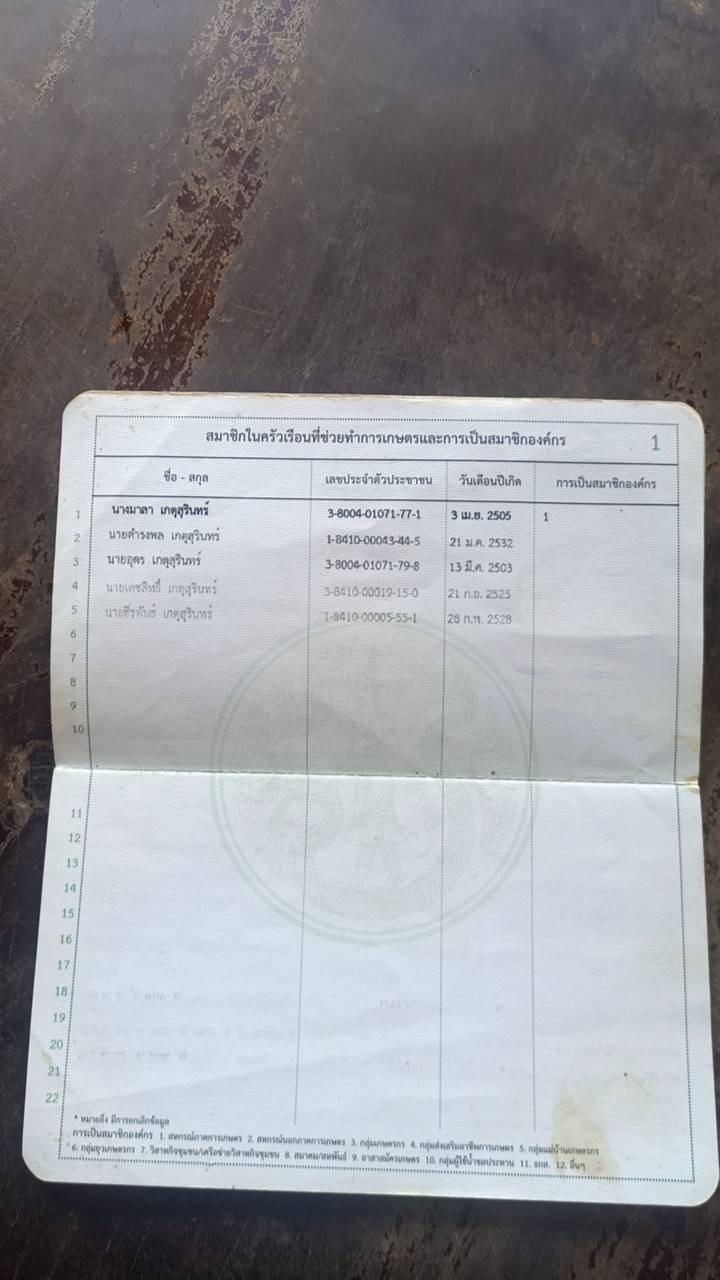 สมาชิกในครัวเรือนที่ช่วยทำการเกษตรและการเป็นสมาชิกองค์กร 1
ชื่อ - สกุล เลขประจำตัวประชาชน วันเดือนปีเกิด การเป็นสมาชิกองค์กร
1 นางมาลา เกตุสุรินทร์ 3-8004-01071-77-1 3 เม.ย. 2505 1
2 นายดำรงพล เกตุสุรินทร์ 1-8410-00043-44-5 21 ม.ค. 2532
3 นายอุดร เกตุสุรินทร์ 3-8004-01071-79-8 13 มี.ค. 2503
4 นายเดชสิทธิ์ เกตุสุรินทร์ 3-8410-00019-15-0 21 ก.ย. 2525
5 นายธีรพันธ์ เกตุสุรินทร์ 1-8410-00005-55-1 28 ก.พ. 2528
6
7
8
9
10
11
12
13
14
15
16
17
18
19
20
21
22
* หมายถึง มีการยกเลิกข้อมูล
การเป็นสมาชิกองค์กร 1. สหกรณ์ภาคการเกษตร 2. สหกรณ์นอกภาคการเกษตร 3. กลุ่มเกษตรกร 4. กลุ่มส่งเสริมอาชีพการเกษตร 5. กลุ่มแม่บ้านเกษตรกร
6. กลุ่มยุวเกษตรกร 7. วิสาหกิจชุมชน/เครือข่ายวิสาหกิจชุมชน 8. สมาคม/สหพันธ์ 9. อาสาสมัครเกษตร 10. กลุ่มผู้ใช้น้ำชลประทาน 11. ธกส. 12. อื่นๆ